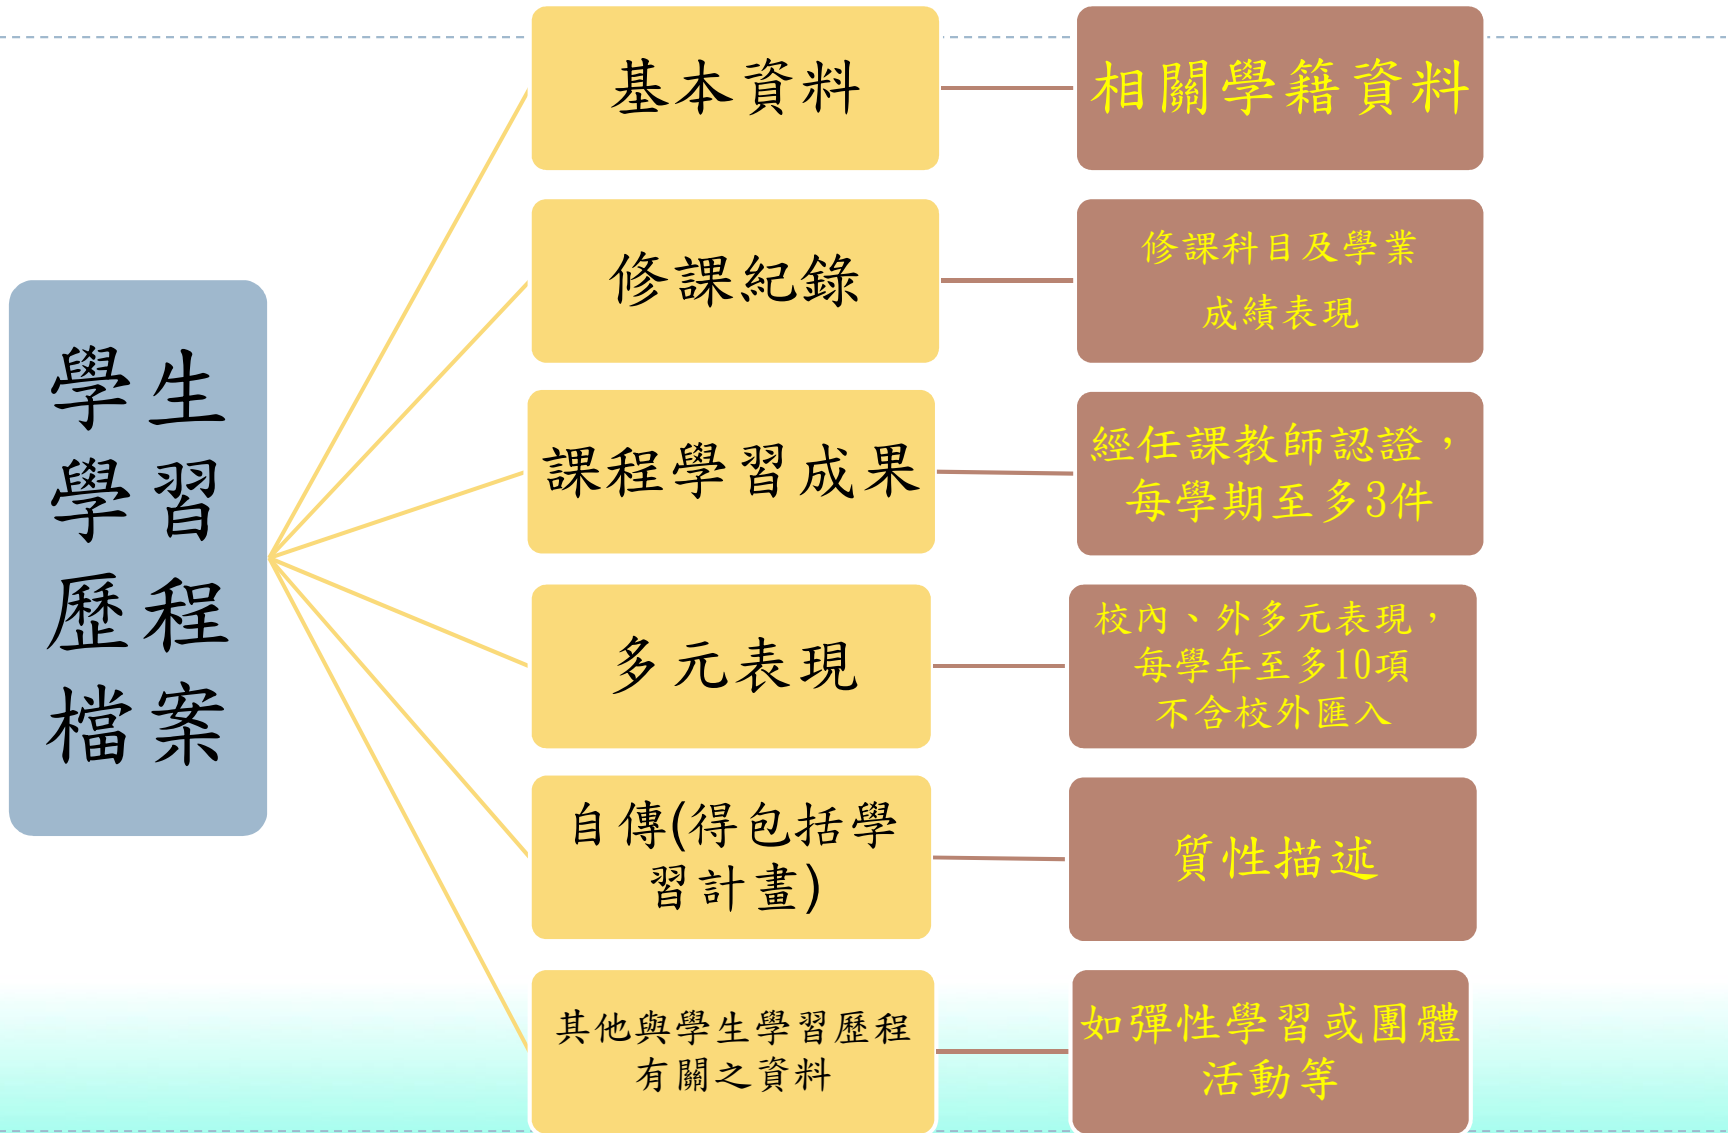 學生
學習
歷程
檔案
基本資料
相關學籍資料
修課紀錄
修課科目及學業
成績表現
課程學習成果
經任課教師認證，
每學期至多3件
多元表現
校內、外多元表現，
每學年至多10項
不含校外匯入
自傳(得包括學
習計畫)
質性描述
其他與學生學習歷程
有關之資料
如彈性學習或團體
活動等